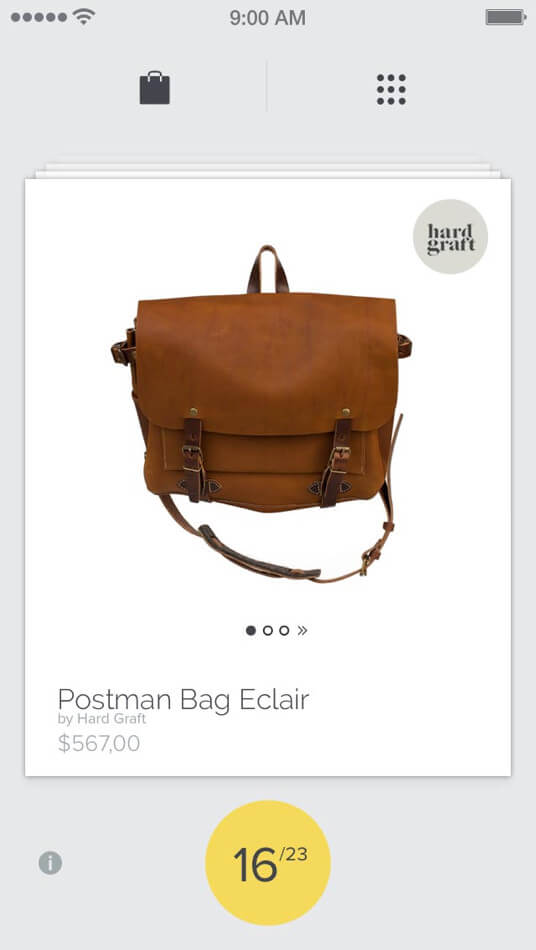 9:00 AM
hard
graft
Postman Bag Eclair
by Hard Graft
$567,00
i
16/23